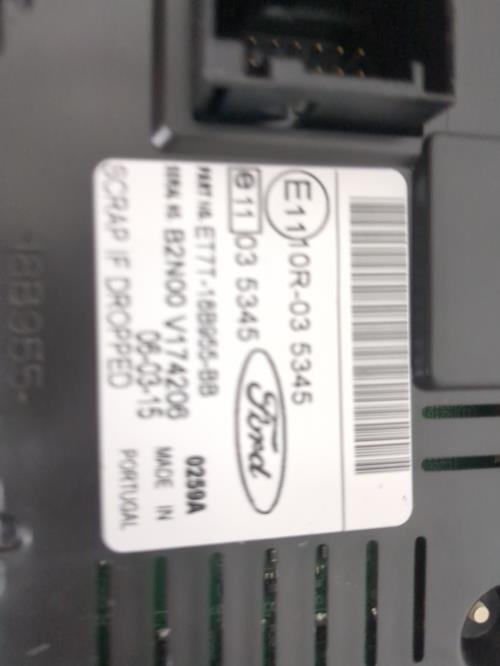 E11 10R-03 5345
e11 03 5345
Ford
PART NO. ET7T-18B955-BB
SERIAL NO. B2N00 V174206
06-03-15
SCRAP IF DROPPED
0259A
MADE IN
PORTUGAL
18B955-